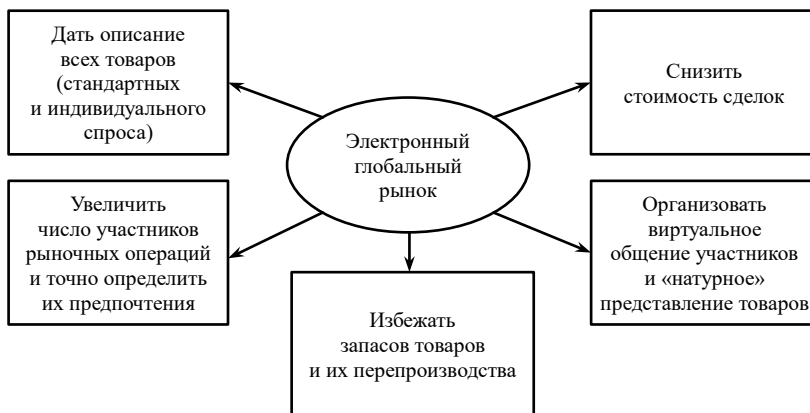 Дать описание
всех товаров
(стандартных
и индивидуального
спроса)
Снизить
стоимость сделок
Электронный
глобальный
рынок
Увеличить
число участников
рыночных операций
и точно определить
их предпочтения
Организовать
виртуальное
общение участников
и «натурное»
представление товаров
Избежать
запасов товаров
и их перепроизводства